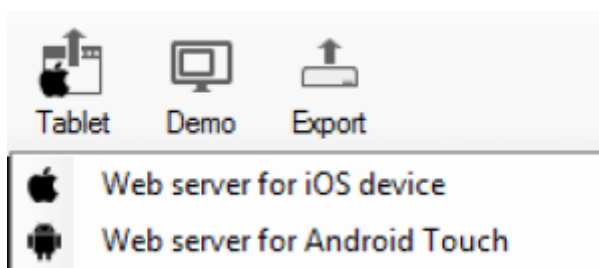 Tablet Demo Export
Web server for iOS device
Web server for Android Touch